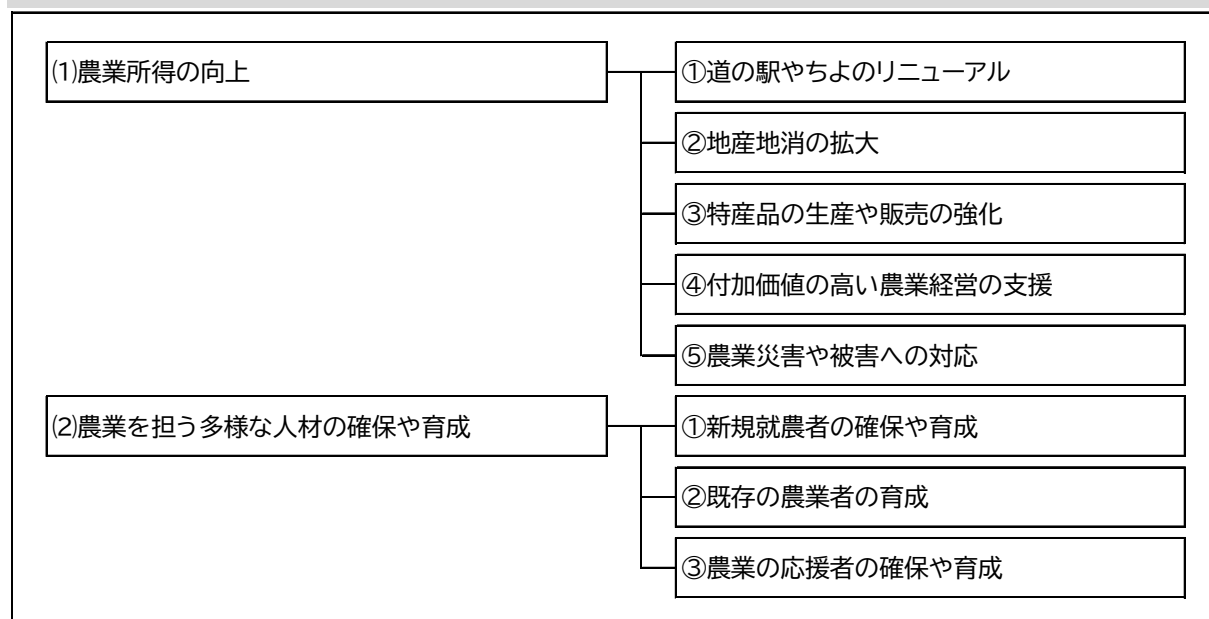 ⑴農業所得の向上
①道の駅やちよのリニューアル
②地産地消の拡大
③特産品の生産や販売の強化
④付加価値の高い農業経営の支援
⑤農業災害や被害への対応
⑵農業を担う多様な人材の確保や育成
①新規就農者の確保や育成
②既存の農業者の育成
③農業の応援者の確保や育成